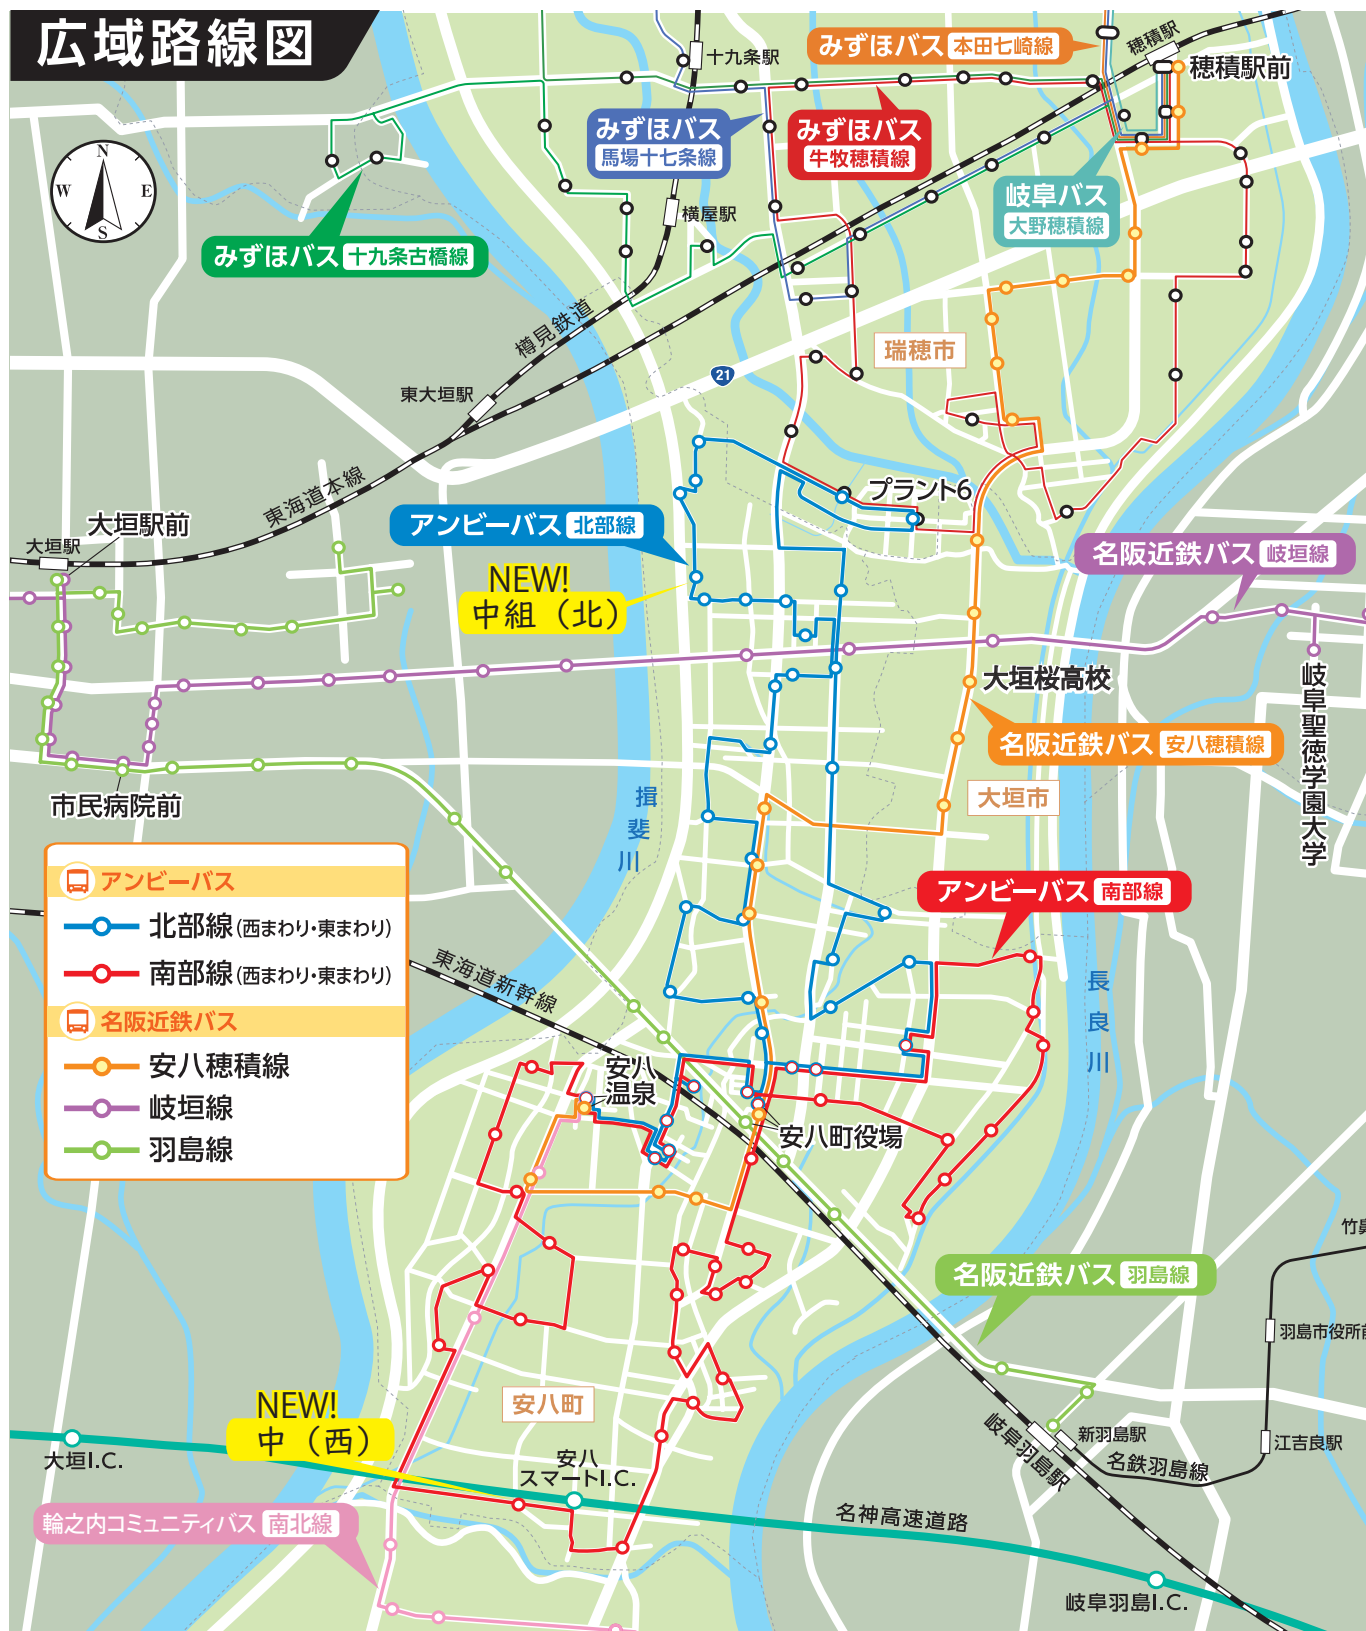 広域路線図
十九条駅
みずほバス 本田七崎線
穂積駅
穂積駅前
みずほバス
馬場十七条線
みずほバス
牛牧穂積線
N
W E
S
岐阜バス
大野穂積線
横屋駅
みずほバス 十九条古橋線
樽見鉄道
瑞穂市
21
東大垣駅
東海道本線
プラント6
大垣駅前
大垣駅
アンビーバス 北部線
名阪近鉄バス 岐垣線
NEW!
中組（北）
大垣桜高校
岐阜聖徳学園大学
名阪近鉄バス 安八穂積線
市民病院前
揖斐川
大垣市
アンビーバス
北部線(西まわり・東まわり)
南部線(西まわり・東まわり)
名阪近鉄バス
安八穂積線
岐垣線
羽島線
アンビーバス 南部線
東海道新幹線
長良川
安八
温泉
安八町役場
竹鼻
名阪近鉄バス 羽島線
羽島市役所前
安八町
NEW!
中（西）
大垣I.C.
安八
スマートI.C.
岐阜羽島駅
新羽島駅
江吉良駅
名鉄羽島線
輪之内コミュニティバス 南北線
名神高速道路
岐阜羽島I.C.